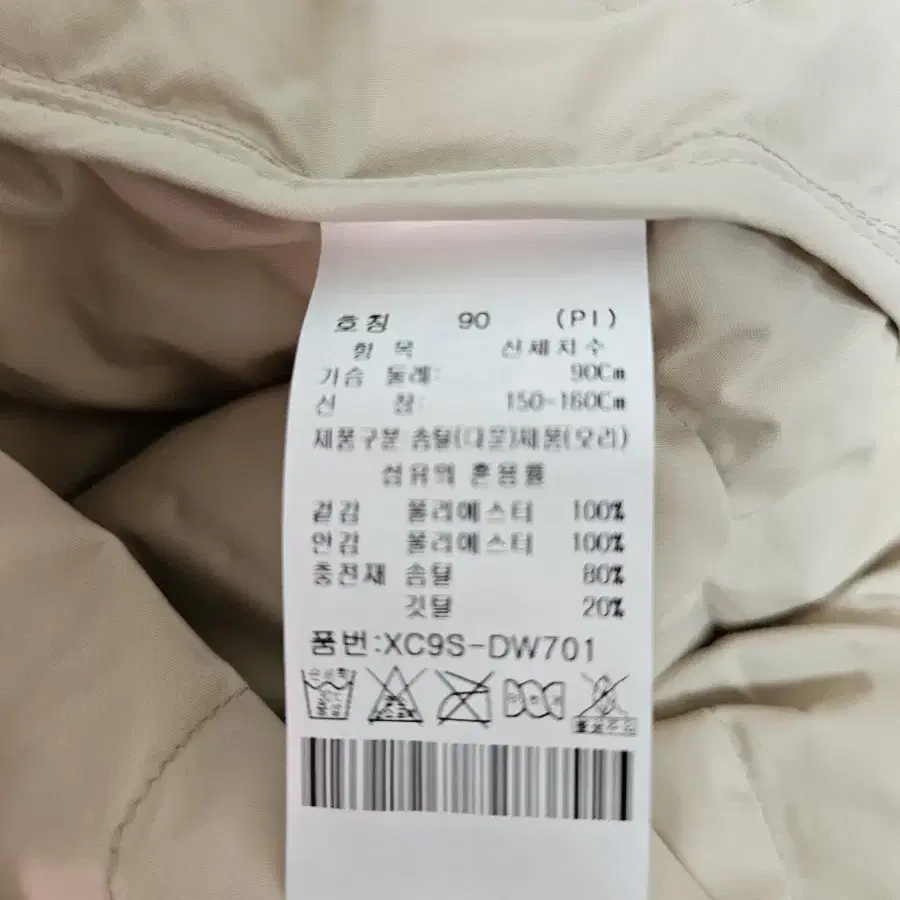 호칭 90 (PI)
항 목 신체치수
가슴 둘레: 90Cm
신 장: 150-160Cm
제품구분 솜털(다운)제품(오리)
섬유의 혼용률
겉감 폴리에스터 100%
안감 폴리에스터 100%
충전재 솜털 80%
깃털 20%
품번:XC9S-DW701